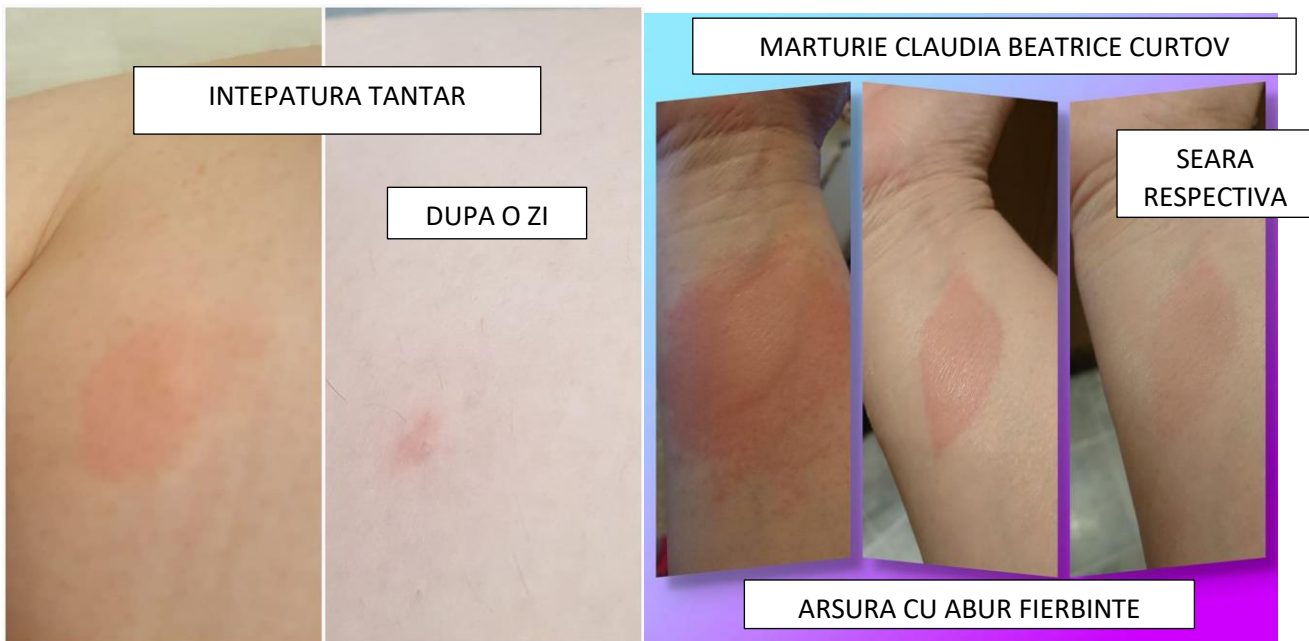 INTEPATURA TANTAR
DUPA O ZI
MARTURIE CLAUDIA BEATRICE CURTOV
SEARA
RESPECTIVA
ARSURA CU ABUR FIERBINTE